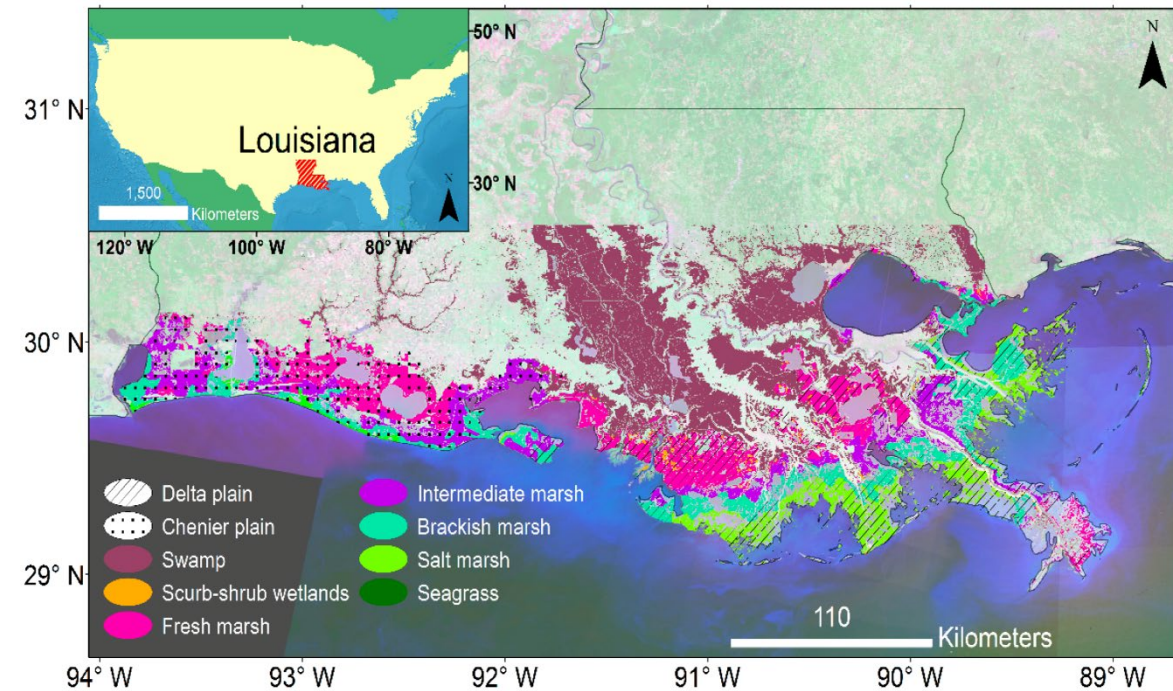 N
50° N
31° N
Louisiana
1,500
N
30° N
Kilometers
120° W
100° W
80° W
30° N
29° N
Delta plain
Chenier plain
Swamp
Scurb-shrub wetlands
Fresh marsh
Intermediate marsh
Brackish marsh
Salt marsh
Seagrass
110
Kilometers
94° W
93° W
92° W
91° W
90° W
89° W